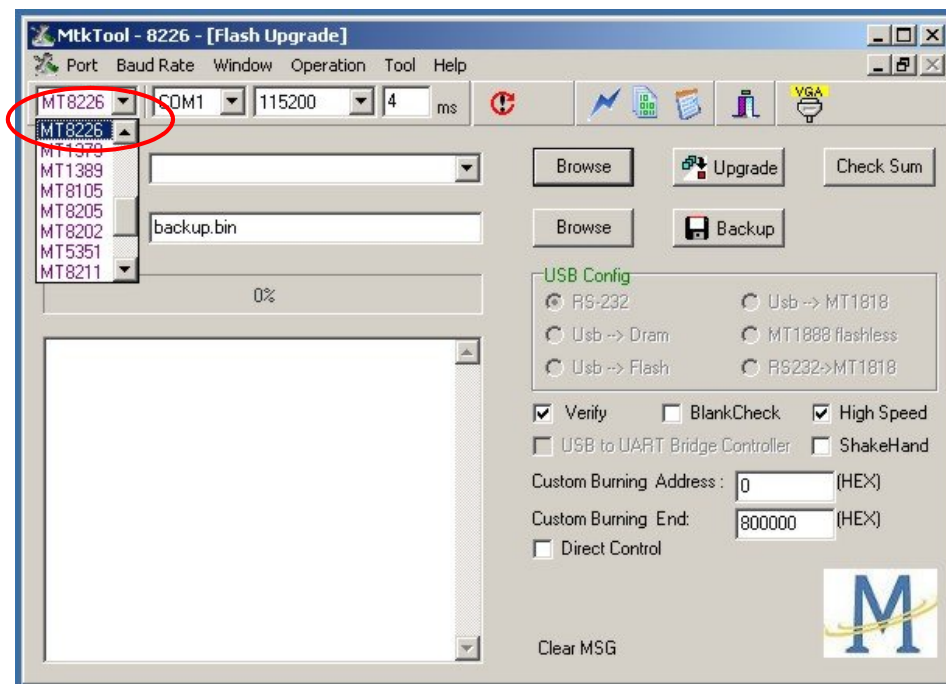 MtkTool - 8226 - [Flash Upgrade]
Port Baud Rate Window Operation Tool Help
MT8226 COM1 115200 4 ms VGA
MT8226
MT1379
MT1389
MT8105
MT8205
MT8202
MT5351
MT8211
Browse Upgrade Check Sum
backup.bin Browse Backup
0%
USB Config
RS-232 Usb --> MT1818
Usb --> Dram MT1888 flashless
Usb --> Flash RS232->MT1818
Verify BlankCheck High Speed
USB to UART Bridge Controller ShakeHand
Custom Burning Address : 0 (HEX)
Custom Burning End: 800000 (HEX)
Direct Control
M
Clear MSG